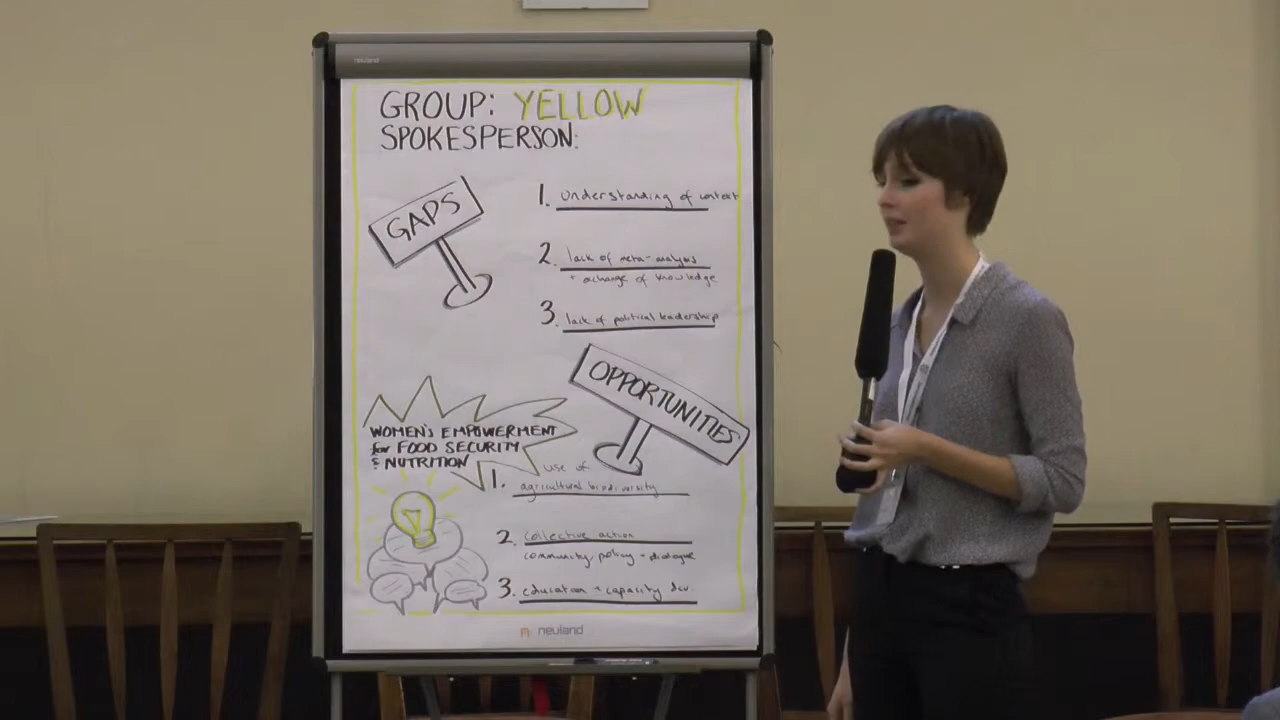 neuland
GROUP: YELLOW
SPOKESPERSON:
GAPS
1. understanding of context
2. lack of meta-analysis
+ exchange of knowledge
3. lack of political leadership
OPPORTUNITIES
WOMEN'S EMPOWERMENT
for FOOD SECURITY
& NUTRITION
use of
1. agricultural biodiversity
2. collective action
community, policy + dialogue
3. education + capacity dev.
neuland